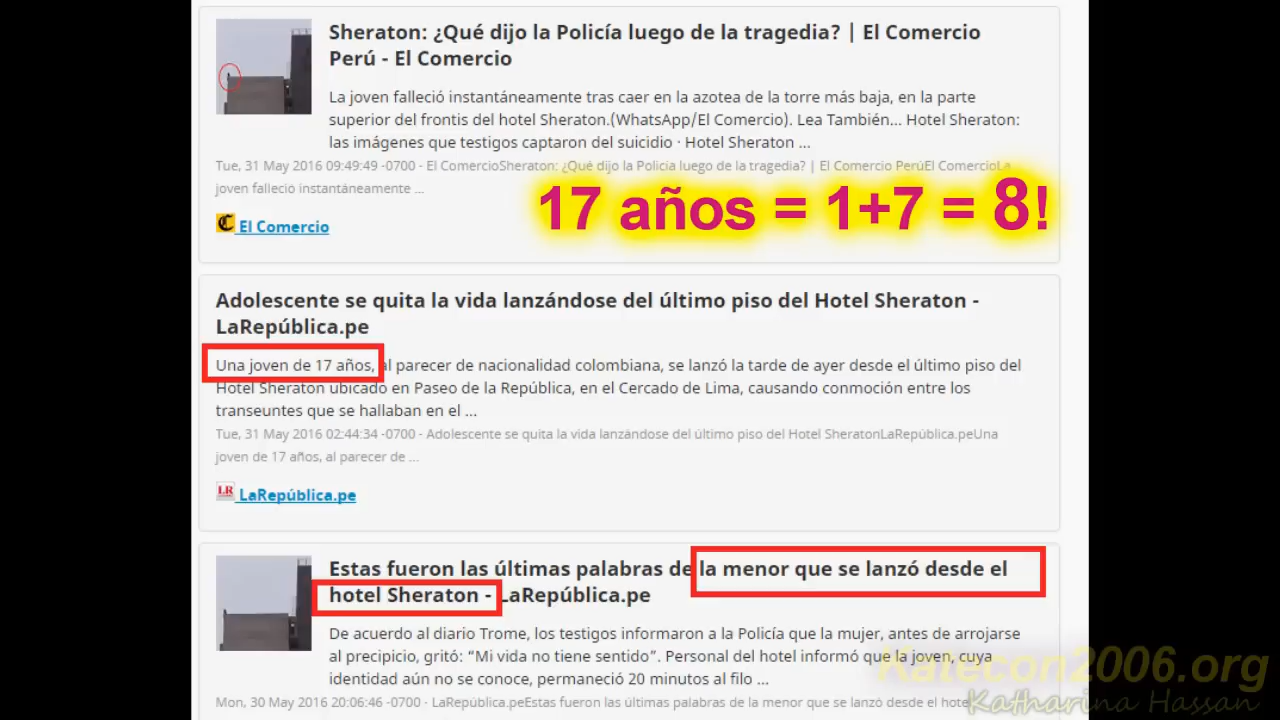 Sheraton: ¿Qué dijo la Policía luego de la tragedia? | El Comercio
Perú - El Comercio
La joven falleció instantáneamente tras caer en la azotea de la torre más baja, en la parte
superior del frontis del hotel Sheraton.(WhatsApp/El Comercio). Lea También... Hotel Sheraton:
las imágenes que testigos captaron del suicidio · Hotel Sheraton ...
Tue, 31 May 2016 09:49:49 -0700 - El ComercioSheraton: ¿Qué dijo la Policía luego de la tragedia? | El Comercio PerúEl ComercioLa
joven falleció instantáneamente ...
17 años = 1+7 = 8!
El Comercio
Adolescente se quita la vida lanzándose del último piso del Hotel Sheraton -
LaRepública.pe
Una joven de 17 años, al parecer de nacionalidad colombiana, se lanzó la tarde de ayer desde el último piso del
Hotel Sheraton ubicado en Paseo de la República, en el Cercado de Lima, causando conmoción entre los
transeuntes que se hallaban en el ...
Tue, 31 May 2016 02:44:34 -0700 - Adolescente se quita la vida lanzándose del último piso del Hotel SheratonLaRepública.peUna
joven de 17 años, al parecer de ...
LR LaRepública.pe
Estas fueron las últimas palabras de la menor que se lanzó desde el
hotel Sheraton - LaRepública.pe
De acuerdo al diario Trome, los testigos informaron a la Policía que la mujer, antes de arrojarse
al precipicio, gritó: “Mi vida no tiene sentido”. Personal del hotel informó que la joven, cuya
identidad aún no se conoce, permaneció 20 minutos al filo ...
Mon, 30 May 2016 20:06:46 -0700 - LaRepública.peEstas fueron las últimas palabras de la menor que se lanzó desde el hotel
Katecon2006.org
Katharina Hassan